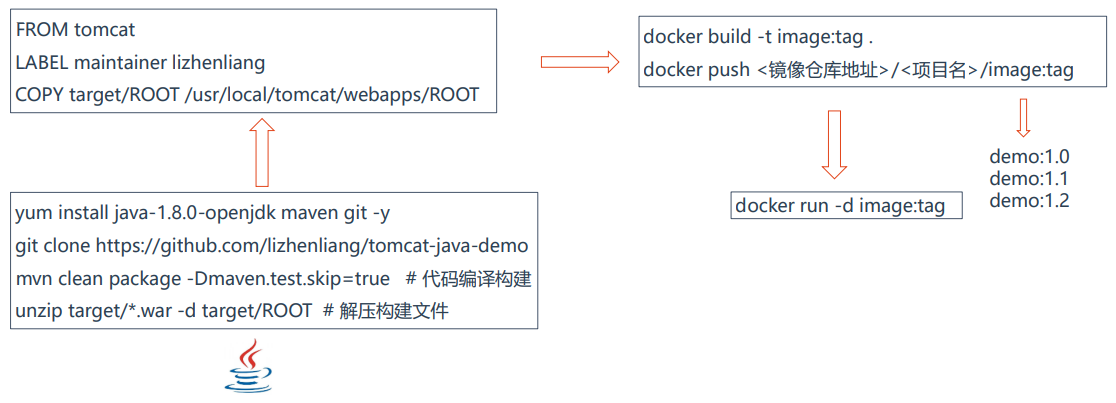 FROM tomcat
LABEL maintainer lizhenliang
COPY target/ROOT /usr/local/tomcat/webapps/ROOT
docker build -t image:tag .
docker push <镜像仓库地址>/<项目名>/image:tag
demo:1.0
demo:1.1
demo:1.2
docker run -d image:tag
yum install java-1.8.0-openjdk maven git -y
git clone https://github.com/lizhenliang/tomcat-java-demo
mvn clean package -Dmaven.test.skip=true # 代码编译构建
unzip target/*.war -d target/ROOT # 解压构建文件